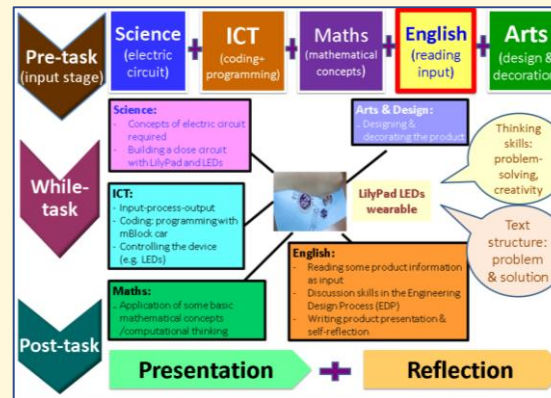 Pre-task
(input stage)
Science
(electric
circuit)
+
ICT
(coding+
programming)
+
Maths
(mathematical
concepts)
+
English
(reading
input)
+
Arts
(design &
decoration)
While-
task
Science:
- Concepts of electric circuit
required
- Building a close circuit
with LilyPad and LEDs
Arts & Design:
- Designing &
decorating the product
Thinking
skills:
problem-
solving,
creativity
ICT:
- Input-process-output
- Coding: programming with
mBlock car
- Controlling the device
(e.g. LEDs)
LilyPad LEDs
wearable
Text
structure:
problem
& solution
Maths:
- Application of some basic
mathematical concepts
/computational thinking
English:
- Reading some product information
as input
- Discussion skills in the Engineering
Design Process (EDP)
- Writing product presentation &
self-reflection
Post-task
Presentation
+
Reflection